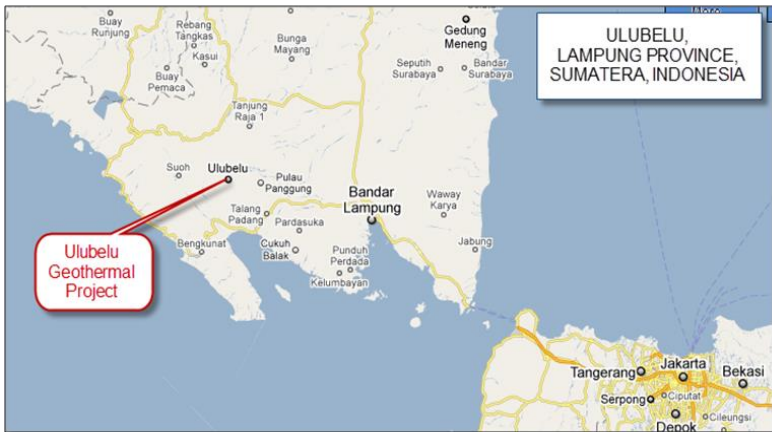 Buay
Runjung
Rebang
Tangkas
Kasui
Buay
Pemaca
Bunga
Mayang
Gedung
Meneng
Seputih
Surabaya
Bandar
Surabaya
ULUBELU,
LAMPUNG PROVINCE,
SUMATERA, INDONESIA
Tanjung
Raja 1
Suoh
Ulubelu
Pulau
Panggung
Bandar
Lampung
Waway
Karya
Talang
Padang
Pardasuka
Bengkunat
Cukuh
Balak
Punduh
Perdada
Kelumbayan
Jabung
Ulubelu
Geothermal
Project
Tangerang
Jakarta
Bekasi
Serpong
Ciputat
Depok
Cileungsi